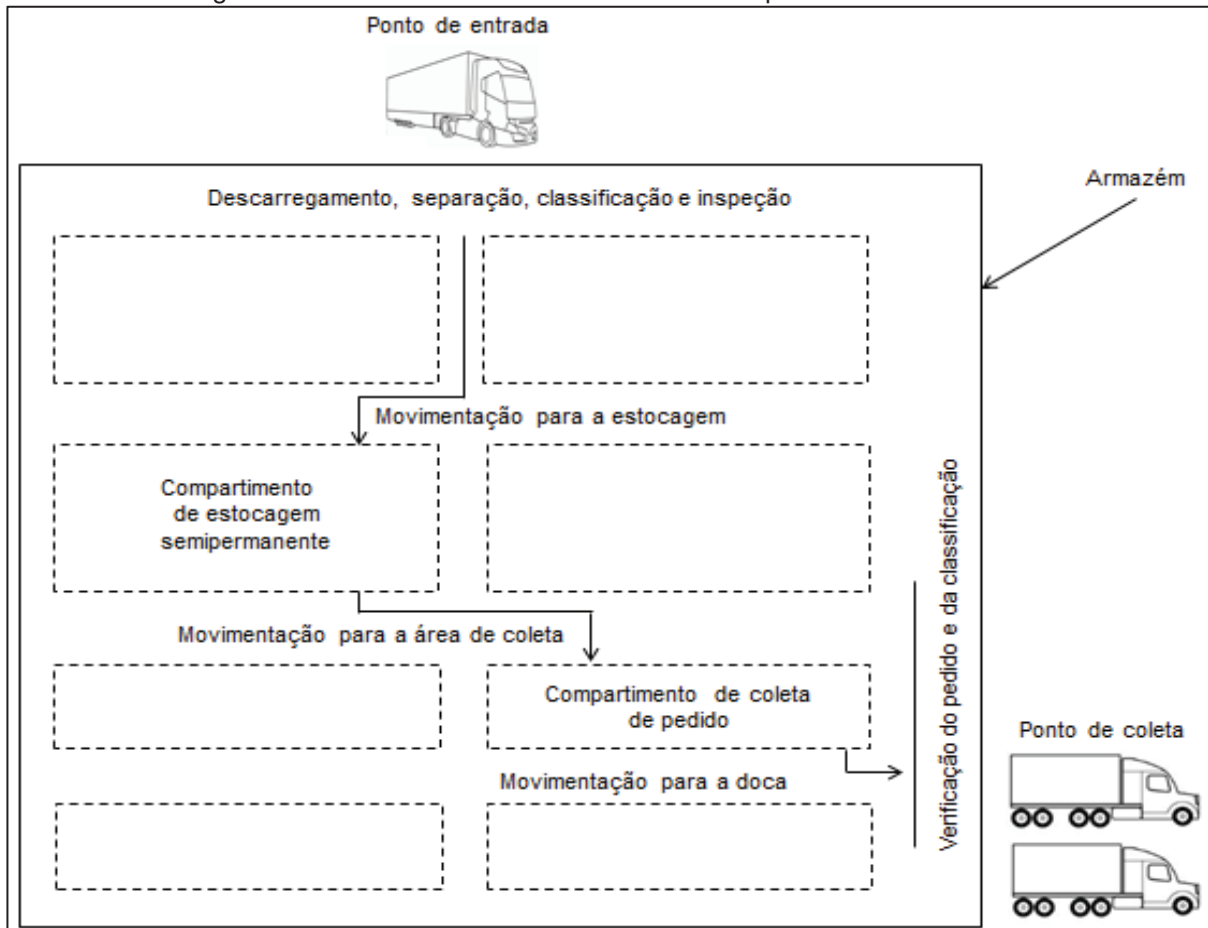 Ponto de entrada
Armazém
Descarregamento, separação, classificação e inspeção
Movimentação para a estocagem
Compartimento
de estocagem
semipermanente
Movimentação para a área de coleta
Compartimento de coleta
de pedido
Movimentação para a doca
Verificação do pedido e da classificação
Ponto de coleta